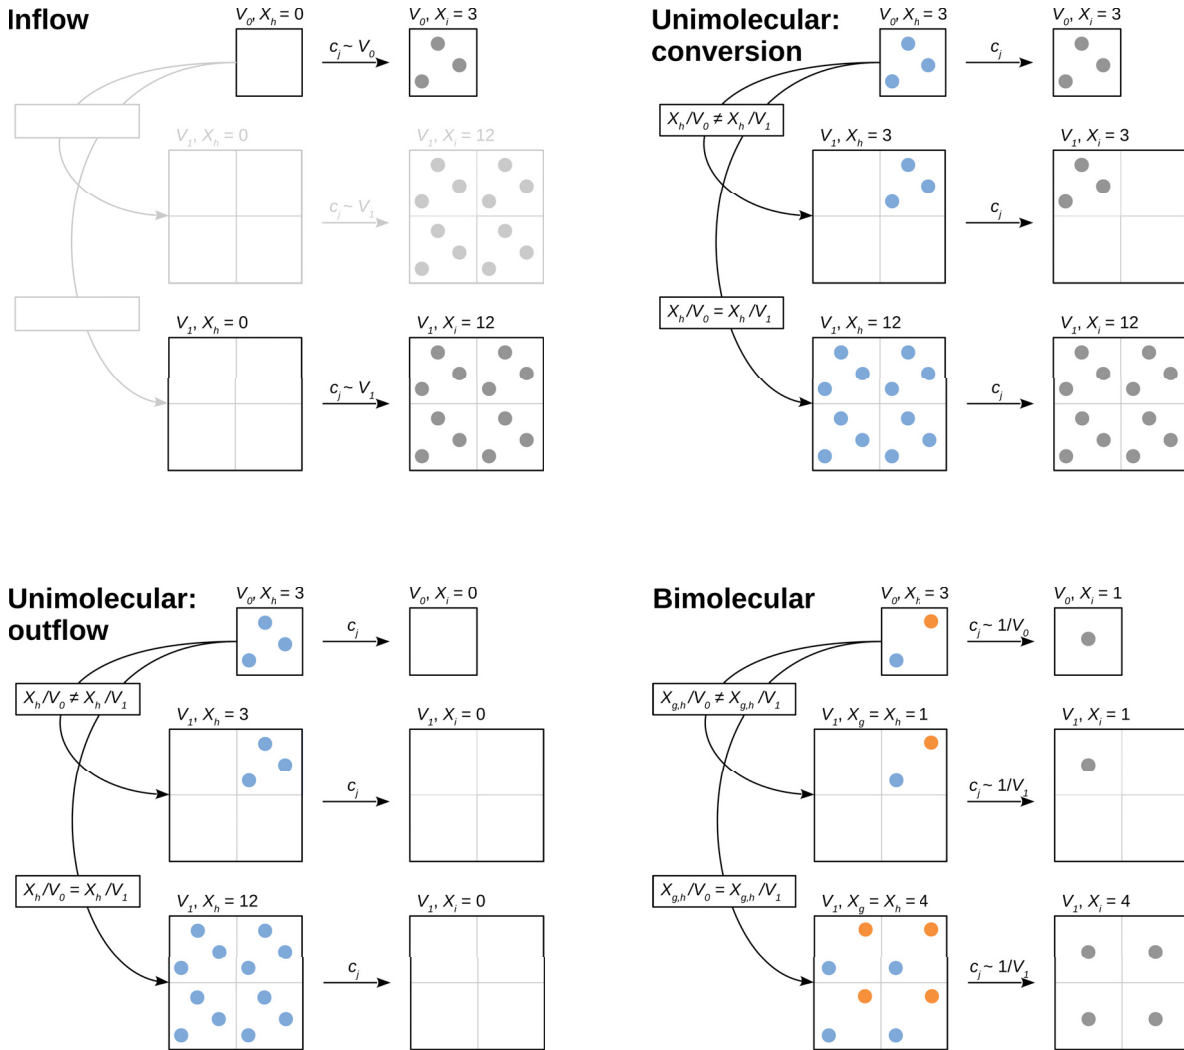 Inflow
V₀, Xₕ = 0
cⱼ ~ V₀
V₀, Xᵢ = 3
V₁, Xₕ = 0
cⱼ ~ V₁
V₁, Xᵢ = 12
V₁, Xₕ = 0
cⱼ ~ V₁
V₁, Xᵢ = 12
Unimolecular:
conversion
V₀, Xₕ = 3
cⱼ
V₀, Xᵢ = 3
Xₕ/V₀ ≠ Xₕ/V₁
V₁, Xₕ = 3
cⱼ
V₁, Xᵢ = 3
Xₕ/V₀ = Xₕ/V₁
V₁, Xₕ = 12
cⱼ
V₁, Xᵢ = 12
Unimolecular:
outflow
V₀, Xₕ = 3
cⱼ
V₀, Xᵢ = 0
Xₕ/V₀ ≠ Xₕ/V₁
V₁, Xₕ = 3
cⱼ
V₁, Xᵢ = 0
Xₕ/V₀ = Xₕ/V₁
V₁, Xₕ = 12
cⱼ
V₁, Xᵢ = 0
Bimolecular
V₀, Xₕ = 3
cⱼ ~ 1/V₀
V₀, Xᵢ = 1
X_g,h/V₀ ≠ X_g,h/V₁
V₁, X_g = Xₕ = 1
cⱼ ~ 1/V₁
V₁, Xᵢ = 1
X_g,h/V₀ = X_g,h/V₁
V₁, X_g = Xₕ = 4
cⱼ ~ 1/V₁
V₁, Xᵢ = 4